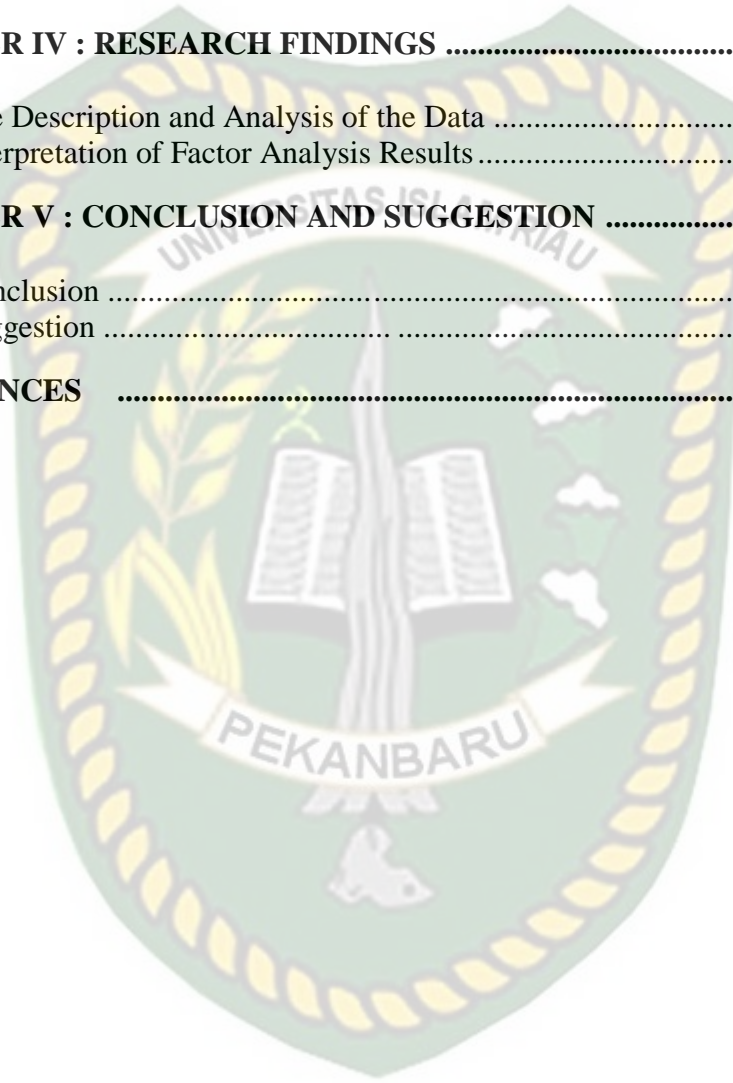 R IV : RESEARCH FINDINGS ....................................
e Description and Analysis of the Data ..............................
erpretation of Factor Analysis Results ................................
UNIVERSITAS ISLAM RIAU
R V : CONCLUSION AND SUGGESTION ................
nclusion ................................................................................
ggestion ..................................... ...........................................
NCES ...............................................................................
PEKANBARU